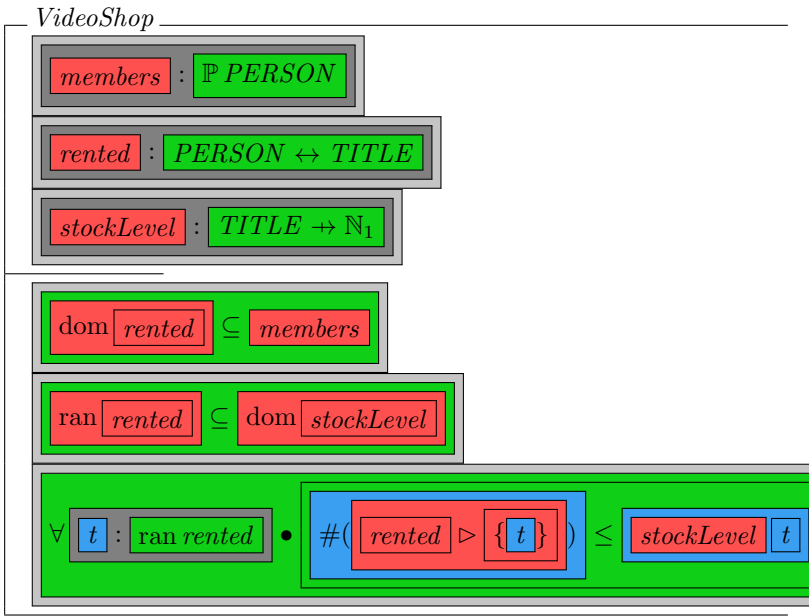 VideoShop
members : ℙ PERSON
rented : PERSON ↔ TITLE
stockLevel : TITLE ⇸ ℕ₁
dom rented ⊆ members
ran rented ⊆ dom stockLevel
∀ t : ran rented • #(rented ▷ {t}) ≤ stockLevel t